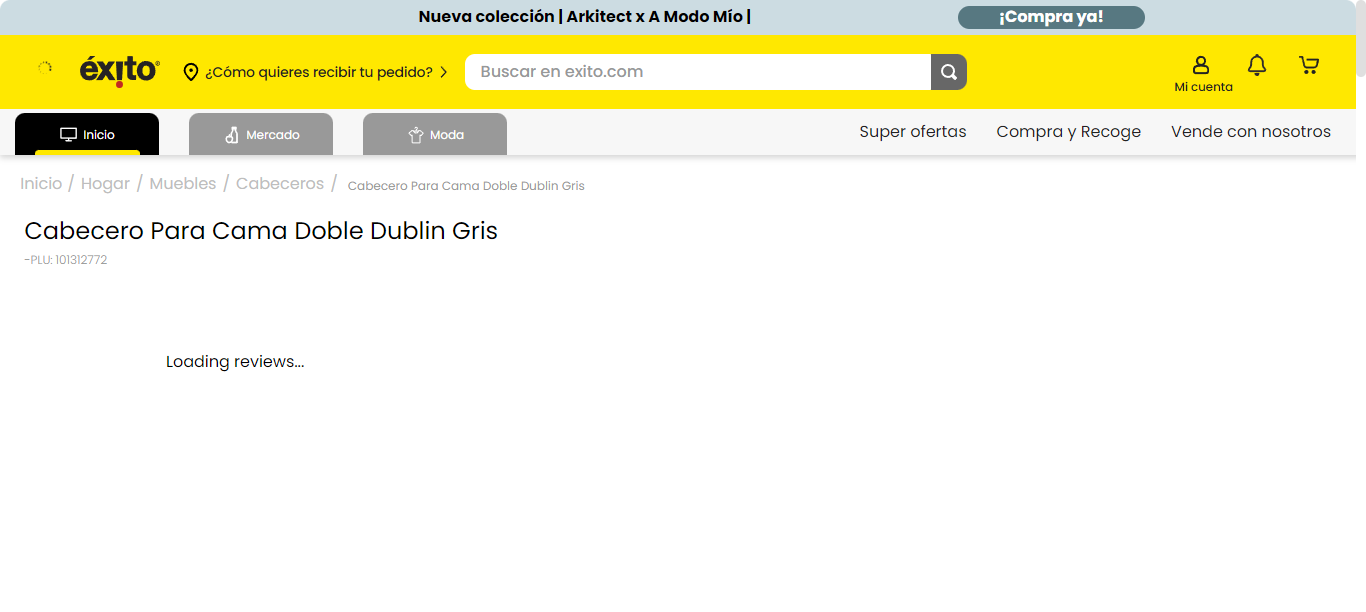 Nueva colección | Arkitect x A Modo Mío |
¡Compra ya!
éxito
¿Cómo quieres recibir tu pedido?
Buscar en exito.com
Mi cuenta
Inicio
Mercado
Moda
Super ofertas
Compra y Recoge
Vende con nosotros
Inicio / Hogar / Muebles / Cabeceros / Cabecero Para Cama Doble Dublin Gris
Cabecero Para Cama Doble Dublin Gris
-PLU: 101312772
Loading reviews...